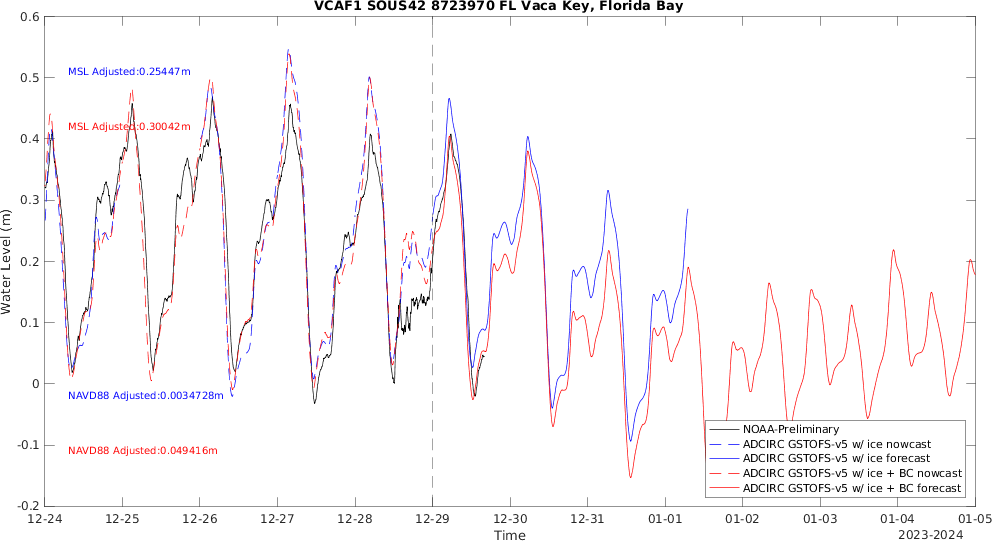 VCAF1 SOUS42 8723970 FL Vaca Key, Florida Bay
0.6
0.5
0.4
0.3
0.2
0.1
0
-0.1
-0.2
Water Level (m)
MSL Adjusted:0.25447m
MSL Adjusted:0.30042m
NAVD88 Adjusted:0.0034728m
NAVD88 Adjusted:0.049416m
NOAA-Preliminary
ADCIRC GSTOFS-v5 w/ ice nowcast
ADCIRC GSTOFS-v5 w/ ice forecast
ADCIRC GSTOFS-v5 w/ice + BC nowcast
ADCIRC GSTOFS-v5 w/ice + BC forecast
12-24 12-25 12-26 12-27 12-28 12-29 12-30 12-31 01-01 01-02 01-03 01-04 01-05
Time
2023-2024